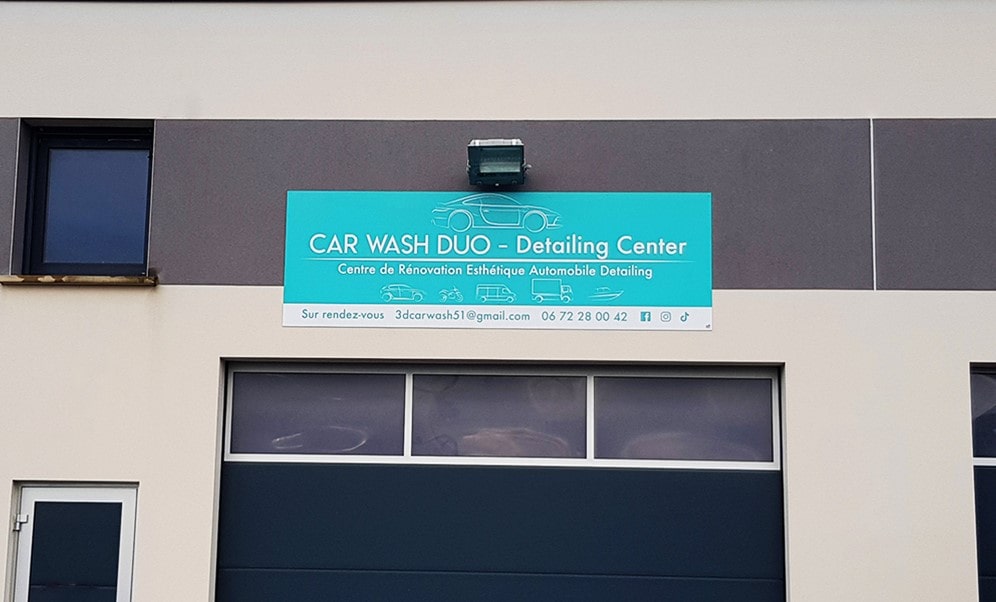 CAR WASH DUO - Detailing Center
Centre de Rénovation Esthétique Automobile Detailing
Sur rendez-vous 3dcarwash51@gmail.com 06 72 28 00 42